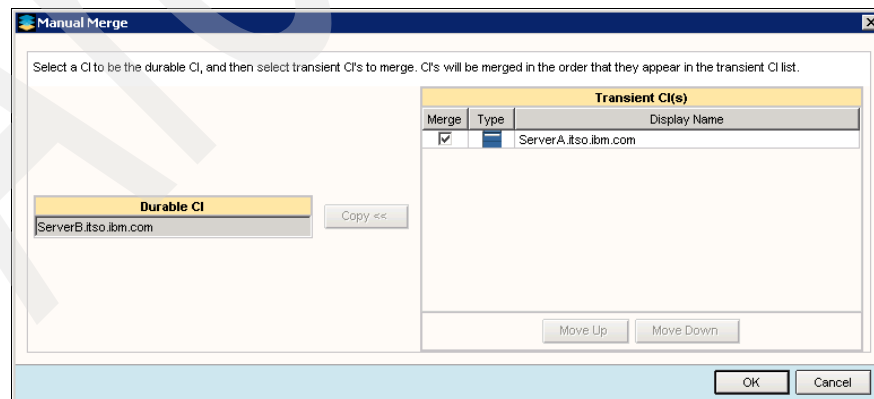 Manual Merge
Select a CI to be the durable CI, and then select transient CI's to merge. CI's will be merged in the order that they appear in the transient CI list.
Transient CI(s)
Merge Type Display Name
ServerA.itso.ibm.com
Durable CI
ServerB.itso.ibm.com
Copy <<
Move Up Move Down
OK Cancel